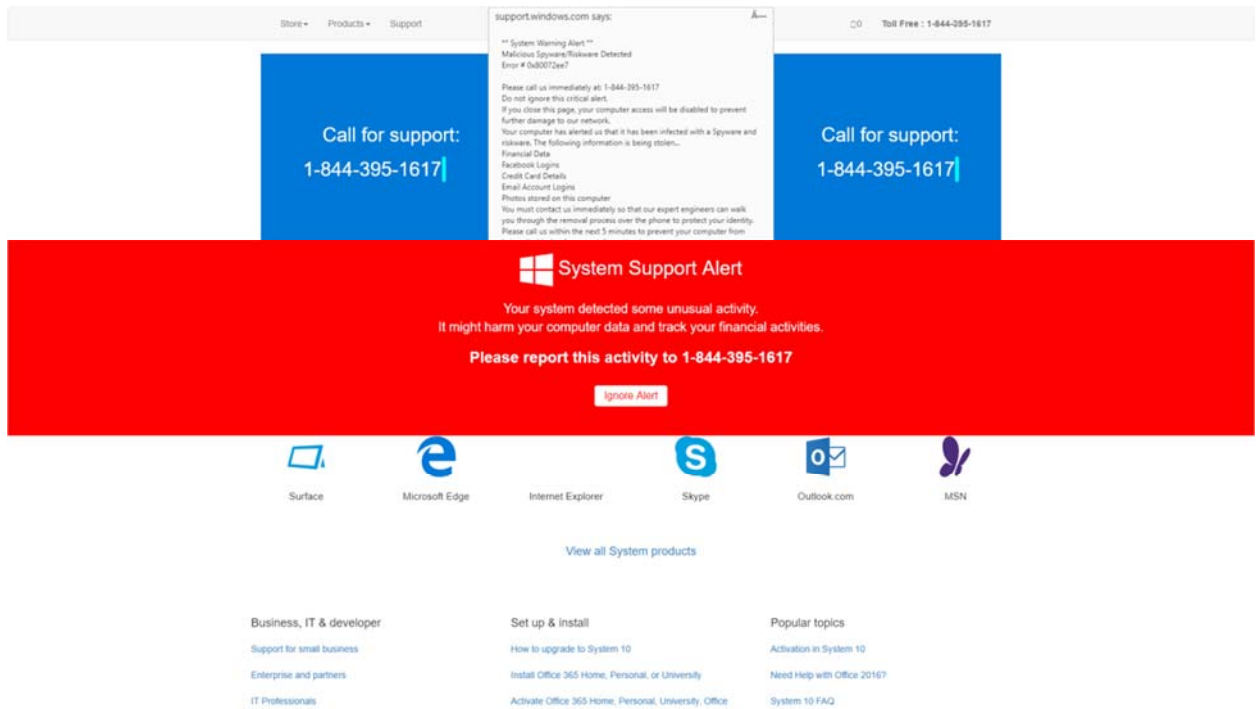 Store Products Support
Toll Free : 1-844-395-1617
support.windows.com says:
** System Warning Alert **
Malicious Spyware/Riskware Detected
Error # 0x80072ee7
Please call us immediately at: 1-844-395-1617
Do not ignore this critical alert.
If you close this page, your computer access will be disabled to prevent
further damage to our network.
Your computer has alerted us that it has been infected with a Spyware and
riskware. The following information is being stolen...
Financial Data
Facebook Logins
Credit Card Details
Email Account Logins
Photos stored on this computer
You must contact us immediately so that our expert engineers can walk
you through the removal process over the phone to protect your identity.
Please call us within the next 5 minutes to prevent your computer from
Call for support:
1-844-395-1617
Call for support:
1-844-395-1617
System Support Alert
Your system detected some unusual activity.
It might harm your computer data and track your financial activities.
Please report this activity to 1-844-395-1617
Ignore Alert
Surface
Microsoft Edge
Internet Explorer
Skype
Outlook.com
MSN
View all System products
Business, IT & developer
Support for small business
Enterprise and partners
IT Professionals
Set up & install
How to upgrade to System 10
Install Office 365 Home, Personal, or University
Activate Office 365 Home, Personal, University, Office
Popular topics
Activation in System 10
Need Help with Office 2016?
System 10 FAQ